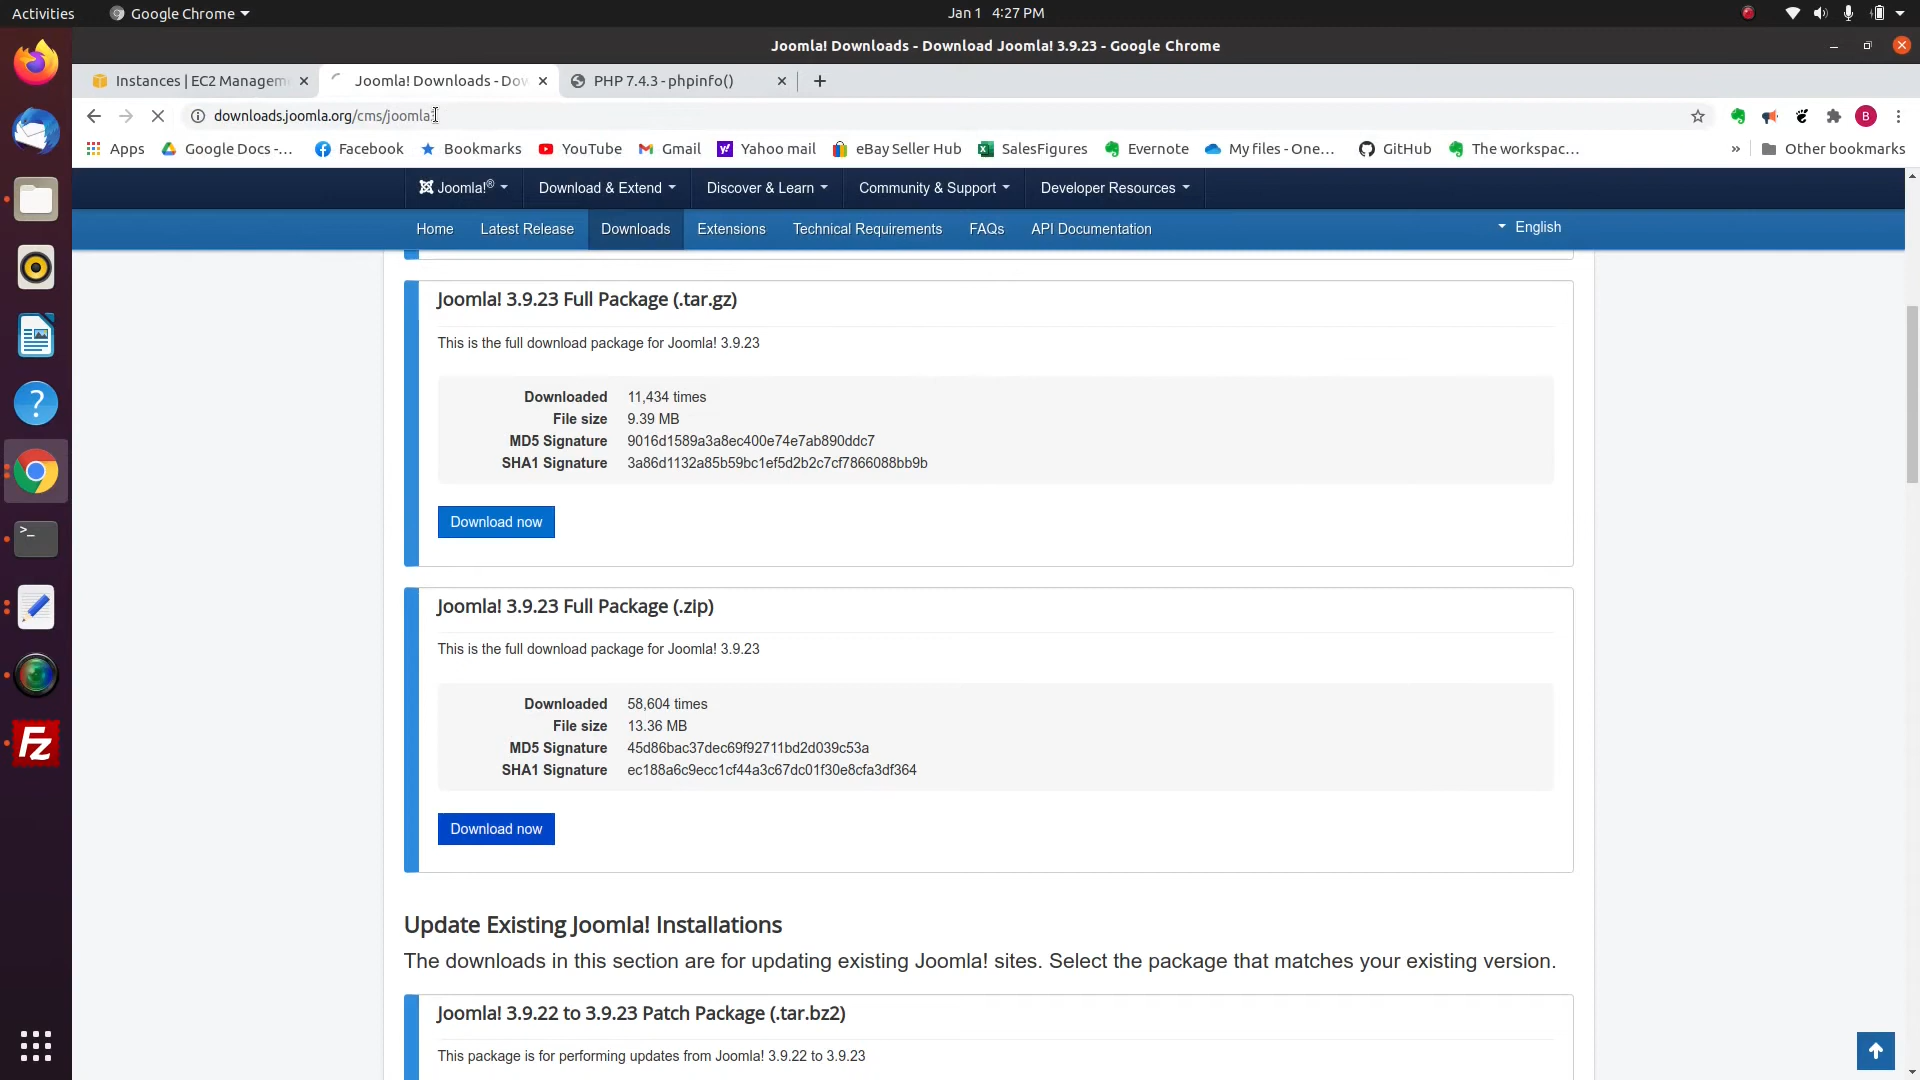 Activities
Google Chrome
Jan 1 4:27 PM
Joomla! Downloads - Download Joomla! 3.9.23 - Google Chrome
Instances | EC2 Managem
Joomla! Downloads - Dow
PHP 7.4.3 - phpinfo()
downloads.joomla.org/cms/joomla
Apps
Google Docs -...
Facebook
Bookmarks
YouTube
Gmail
Yahoo mail
eBay Seller Hub
SalesFigures
Evernote
My files - One...
GitHub
The workspac...
»
Other bookmarks
Joomla!®
Download & Extend
Discover & Learn
Community & Support
Developer Resources
Home
Latest Release
Downloads
Extensions
Technical Requirements
FAQs
API Documentation
English
Joomla! 3.9.23 Full Package (.tar.gz)
This is the full download package for Joomla! 3.9.23
Downloaded 11,434 times
File size 9.39 MB
MD5 Signature 9016d1589a3a8ec400e74e7ab890ddc7
SHA1 Signature 3a86d1132a85b59bc1ef5d2b2c7cf7866088bb9b
Download now
Joomla! 3.9.23 Full Package (.zip)
This is the full download package for Joomla! 3.9.23
Downloaded 58,604 times
File size 13.36 MB
MD5 Signature 45d86bac37dec69f92711bd2d039c53a
SHA1 Signature ec188a6c9ecc1cf44a3c67dc01f30e8cfa3df364
Download now
Update Existing Joomla! Installations
The downloads in this section are for updating existing Joomla! sites. Select the package that matches your existing version.
Joomla! 3.9.22 to 3.9.23 Patch Package (.tar.bz2)
This package is for performing updates from Joomla! 3.9.22 to 3.9.23